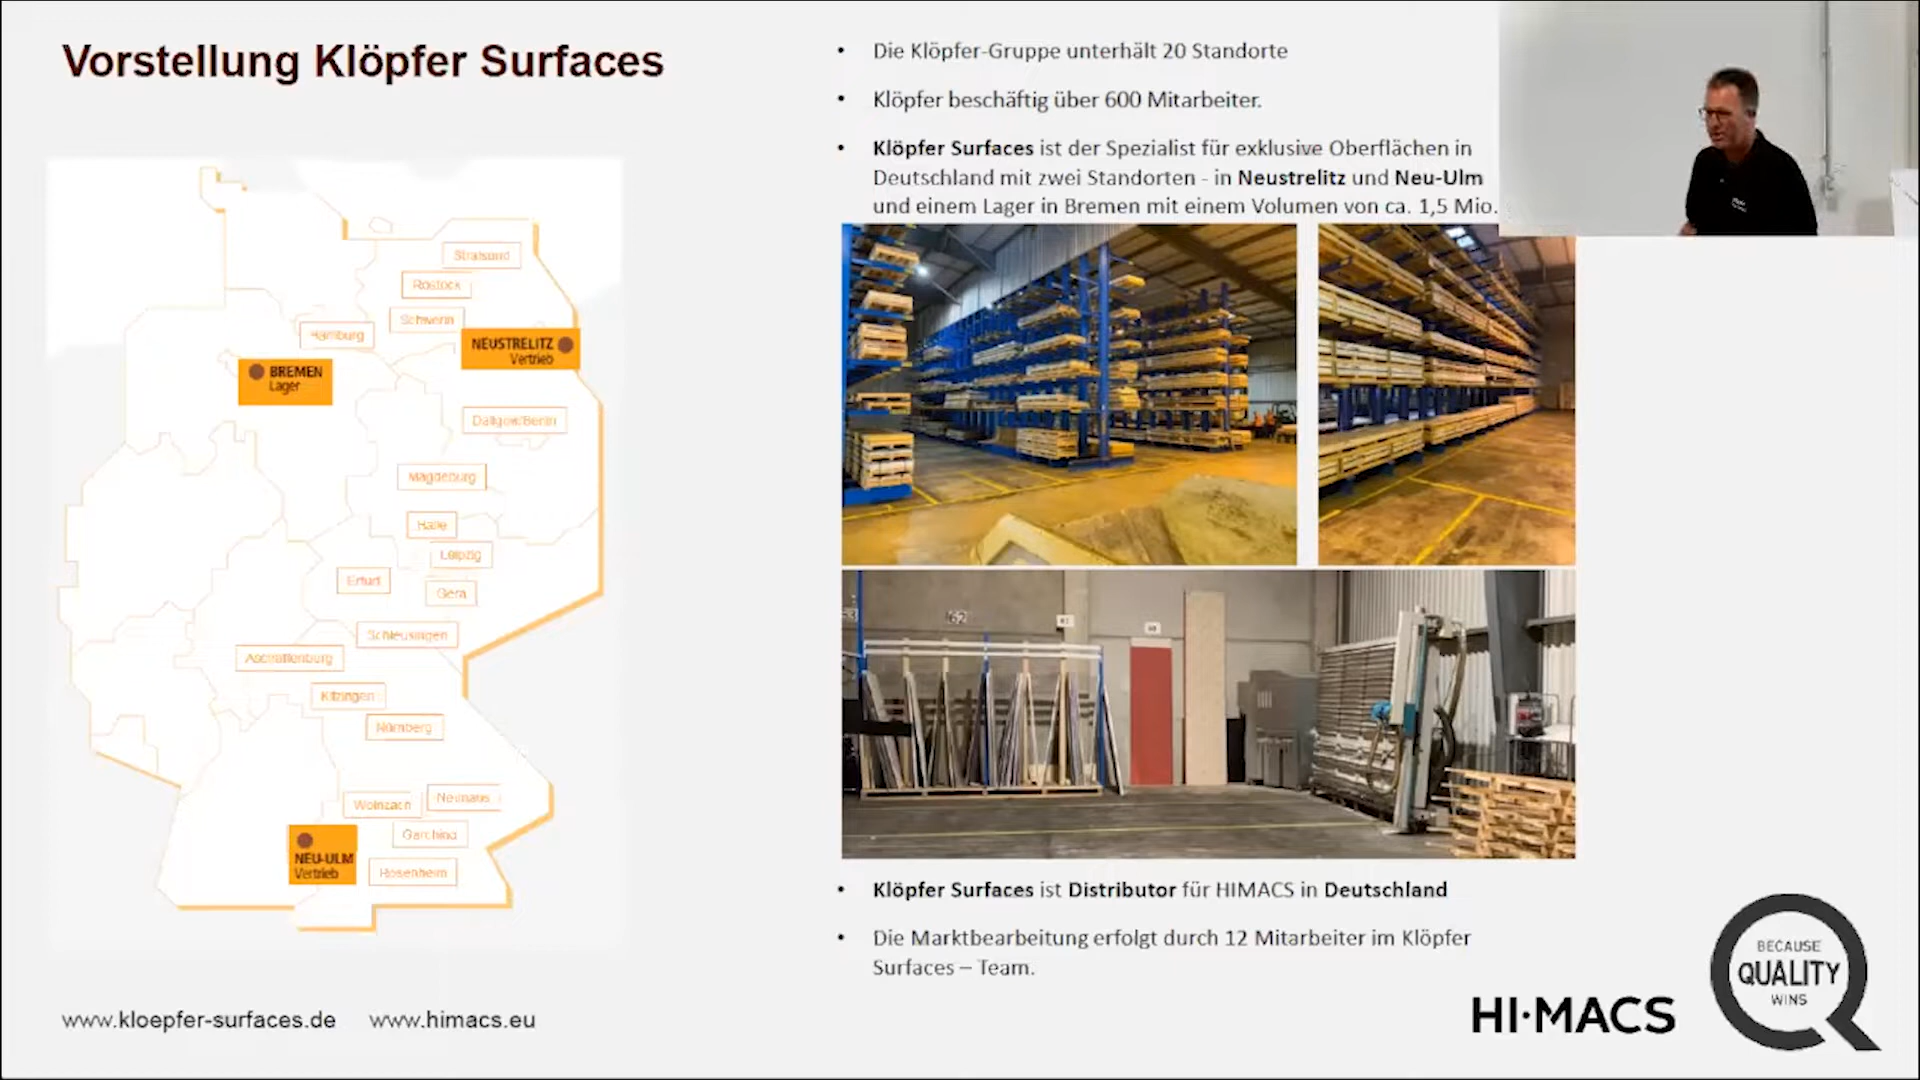 Vorstellung Klöpfer Surfaces
• Die Klöpfer-Gruppe unterhält 20 Standorte
• Klöpfer beschäftig über 600 Mitarbeiter.
• Klöpfer Surfaces ist der Spezialist für exklusive Oberflächen in
Deutschland mit zwei Standorten - in Neustrelitz und Neu-Ulm
und einem Lager in Bremen mit einem Volumen von ca. 1,5 Mio.
Stralsund
Rostock
Schwerin
Hamburg
NEUSTRELITZ
Vertrieb
BREMEN
Lager
Dallgow/Berlin
Magdeburg
Halle
Leipzig
Erfurt
Gera
Schleusingen
Aschaffenburg
Kitzingen
Nürnberg
Wolnzach
Garching
NEU-ULM
Vertrieb
Rosenheim
62
• Klöpfer Surfaces ist Distributor für HIMACS in Deutschland
• Die Marktbearbeitung erfolgt durch 12 Mitarbeiter im Klöpfer
Surfaces – Team.
www.kloepfer-surfaces.de www.himacs.eu
HI·MACS
BECAUSE
QUALITY
WINS